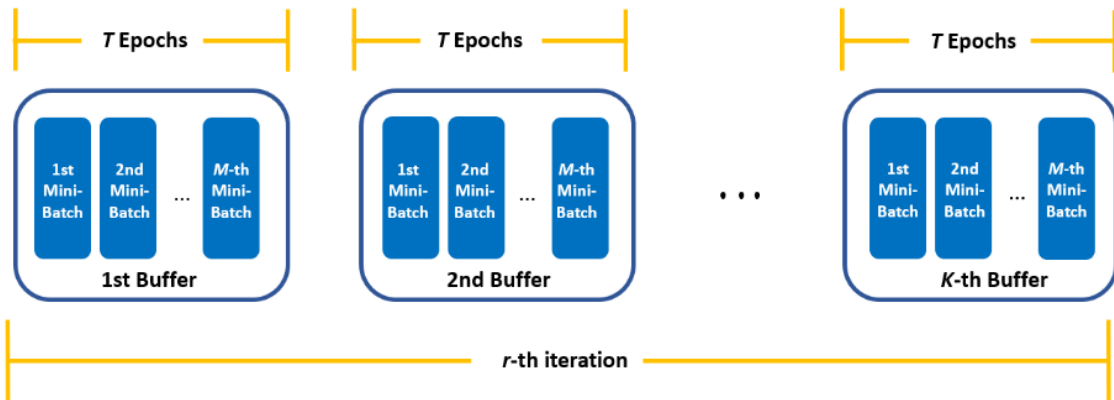 T Epochs
T Epochs
T Epochs
1st Mini-Batch
2nd Mini-Batch
...
M-th Mini-Batch
1st Buffer
1st Mini-Batch
2nd Mini-Batch
...
M-th Mini-Batch
2nd Buffer
...
1st Mini-Batch
2nd Mini-Batch
...
M-th Mini-Batch
K-th Buffer
r-th iteration